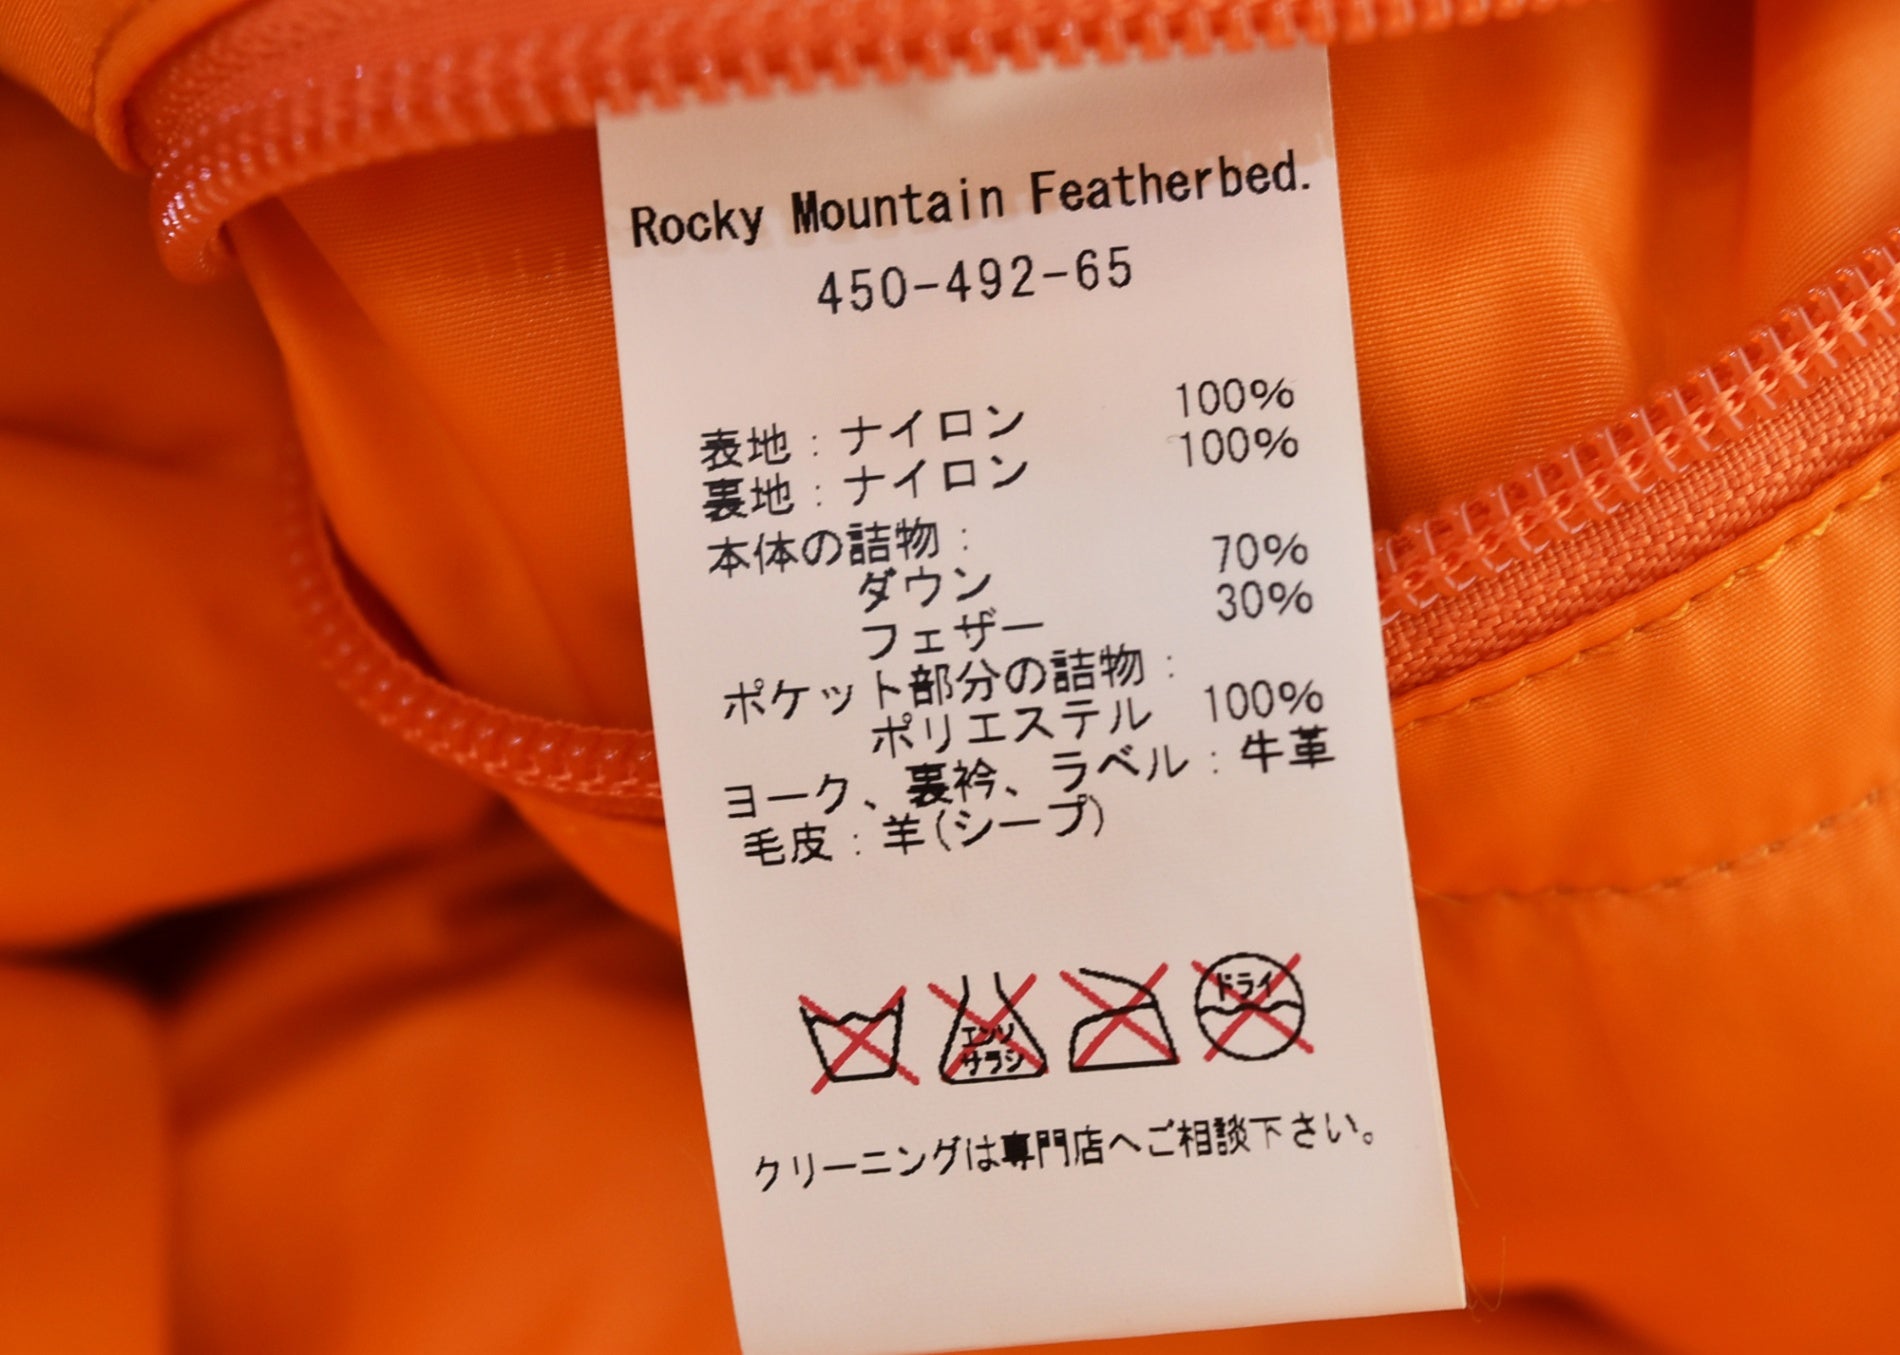 Rocky Mountain Featherbed.
450-492-65
表地：ナイロン 100%
裏地：ナイロン 100%
本体の詰物：
ダウン 70%
フェザー 30%
ポケット部分の詰物：
ポリエステル 100%
ヨーク、裏衿、ラベル：牛革
毛皮：羊(シープ)
エンソ
サラシ
ドライ
クリーニングは専門店へご相談下さい。